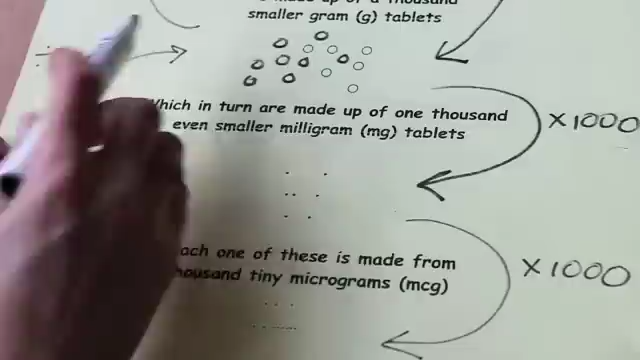 smaller gram (g) tablets
Which in turn are made up of one thousand
even smaller milligram (mg) tablets
X1000
ach one of these is made from
housand tiny micrograms (mcg)
X1000